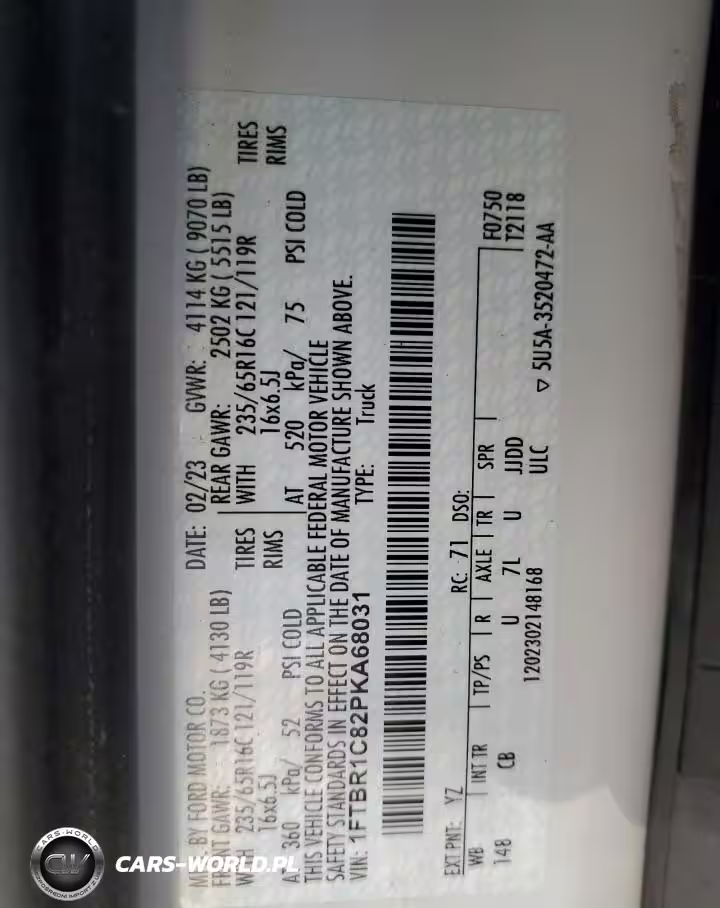 MFD. BY FORD MOTOR CO. DATE: 02/23 GVWR: 4114 KG ( 9070 LB)
FRONT GAWR: 1873 KG ( 4130 LB) REAR GAWR: 2502 KG ( 5515 LB)
WITH 235/65R16C 121/119R TIRES WITH 235/65R16C 121/119R TIRES
16x6.5J RIMS 16x6.5J RIMS
AT 360 kPa/ 52 PSI COLD AT 520 kPa/ 75 PSI COLD
THIS VEHICLE CONFORMS TO ALL APPLICABLE FEDERAL MOTOR VEHICLE
SAFETY STANDARDS IN EFFECT ON THE DATE OF MANUFACTURE SHOWN ABOVE.
VIN: 1FTBR1C82PKA68031 TYPE: Truck
EXT PNT: YZ RC: 71 DSO:
WB INT TR TP/PS R AXLE TR SPR F0750
148 CB U 7L U JJDD T2118
1202302148168 ULC ▽ 5U5A-3520472-AA
CARS-WORLD
CW
CARS-WORLD.PL